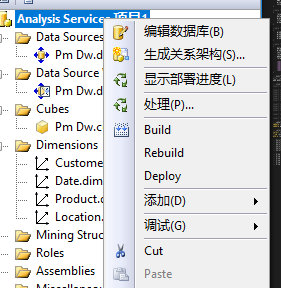 Analysis Services 项目1
Data Sources
Pm Dw.d
Data Source
Pm Dw.d
Cubes
Pm Dw.c
Dimensions
Custome
Date.dim
Product.d
Location.
Mining Struc
Roles
Assemblies
编辑数据库(B)
生成关系架构(S)...
显示部署进度(L)
处理(P)...
Build
Rebuild
Deploy
添加(D)
调试(G)
Cut
Paste